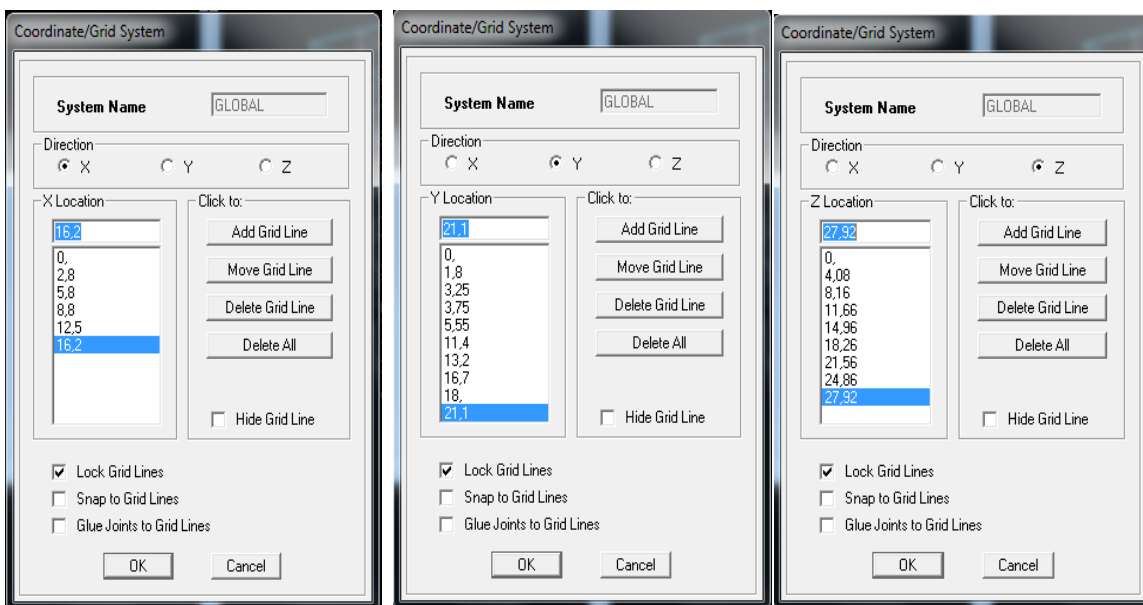 Coordinate/Grid System
System Name GLOBAL
Direction
X Y Z
X Location
Click to:
16,2
Add Grid Line
0,
2,8
5,8
8,8
12,5
16,2
Move Grid Line
Delete Grid Line
Delete All
Hide Grid Line
Lock Grid Lines
Snap to Grid Lines
Glue Joints to Grid Lines
OK Cancel
Coordinate/Grid System
System Name GLOBAL
Direction
X Y Z
Y Location
Click to:
21,1
Add Grid Line
0,
1,8
3,25
3,75
5,55
11,4
13,2
16,7
18,
21,1
Move Grid Line
Delete Grid Line
Delete All
Hide Grid Line
Lock Grid Lines
Snap to Grid Lines
Glue Joints to Grid Lines
OK Cancel
Coordinate/Grid System
System Name GLOBAL
Direction
X Y Z
Z Location
Click to:
27,92
Add Grid Line
0,
4,08
8,16
11,66
14,96
18,26
21,56
24,86
27,92
Move Grid Line
Delete Grid Line
Delete All
Hide Grid Line
Lock Grid Lines
Snap to Grid Lines
Glue Joints to Grid Lines
OK Cancel